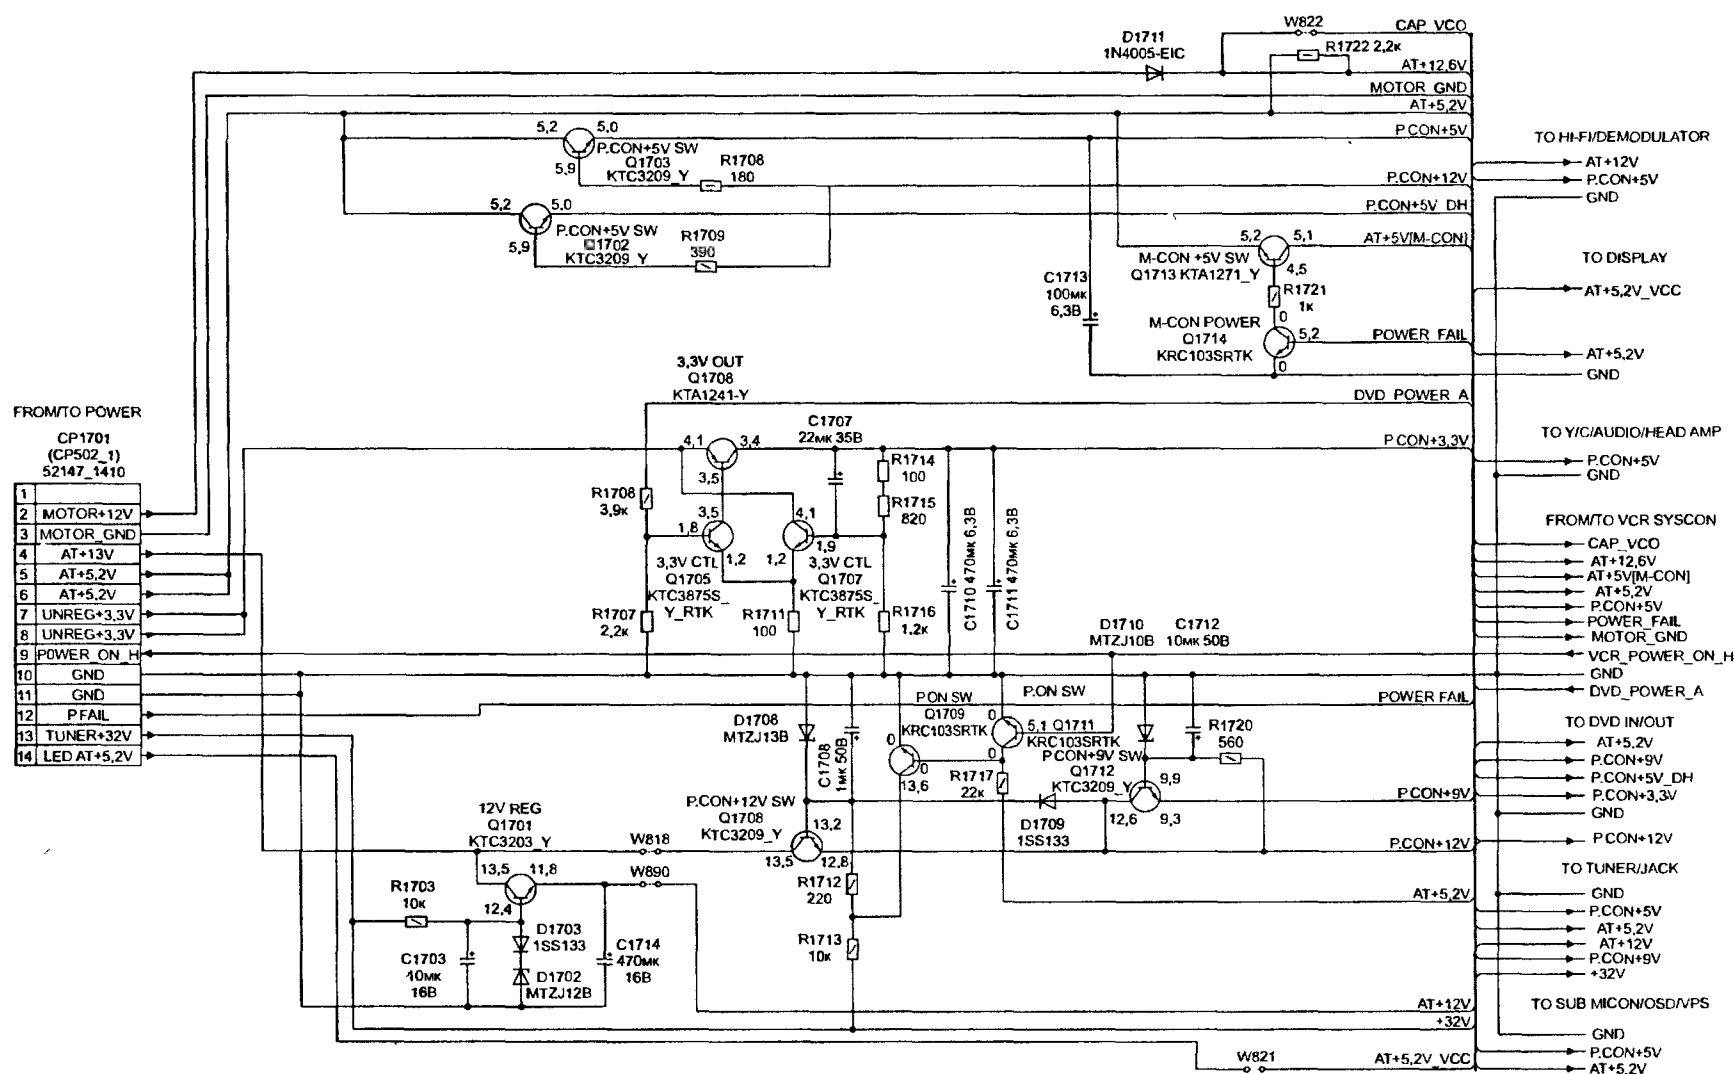 W822
CAP_VCO
D1711
1N4005-EIC
R1722 2,2к
AT+12,6V
MOTOR_GND
AT+5,2V
5,2
5,0
P.CON+5V SW
Q1703
KTC3209_Y
5,9
R1708
180
P.CON+5V
P.CON+12V
5,2
5,0
P.CON+5V SW
1702
KTC3209_Y
5,9
R1709
390
P.CON+5V_DH
5,2
5,1
AT+5V[M-CON]
M-CON +5V SW
Q1713 KTA1271_Y
4,5
C1713
100мк
6,3В
R1721
1к
0
M-CON POWER
Q1714
KRC103SRTK
5,2
0
POWER_FAIL
TO HI-FI/DEMODULATOR
AT+12V
P.CON+5V
GND
TO DISPLAY
AT+5,2V_VCC
AT+5,2V
GND
3,3V OUT
Q1708
KTA1241-Y
DVD_POWER_A
FROM/TO POWER
CP1701
(CP502_1)
52147_1410
1
2 MOTOR+12V
3 MOTOR_GND
4 AT+13V
5 AT+5,2V
6 AT+5,2V
7 UNREG+3,3V
8 UNREG+3,3V
9 POWER_ON_H
10 GND
11 GND
12 P.FAIL
13 TUNER+32V
14 LED AT+5,2V
4,1
3,4
3,5
C1707
22мк 35В
R1714
100
R1715
820
P.CON+3,3V
R1708
3,9к
3,5
1,8
1,2
4,1
1,9
1,2
3,3V CTL
Q1705
KTC3875S_
Y_RTK
3,3V CTL
Q1707
KTC3875S_
Y_RTK
R1707
2,2к
R1711
100
R1716
1,2к
C1710 470мк 6,3В
C1711 470мк 6,3В
TO Y/C/AUDIO/HEAD AMP
P.CON+5V
GND
FROM/TO VCR SYSCON
CAP_VCO
AT+12,6V
AT+5V[M-CON]
AT+5,2V
P.CON+5V
POWER_FAIL
MOTOR_GND
VCR_POWER_ON_H
GND
DVD_POWER_A
D1710
MTZJ10B
C1712
10мк 50В
POWER FAIL
D1708
MTZJ13B
C1708
1мк 50В
P.ON SW
Q1709
KRC103SRTK
0
0
13,6
P.ON SW
0
5,1
0
Q1711
KRC103SRTK
P.CON+9V SW
Q1712
KTC3209_Y
R1720
560
R1717
22к
9,9
12,6
9,3
P.CON+9V
D1709
1SS133
TO DVD IN/OUT
AT+5,2V
P.CON+9V
P.CON+5V_DH
P.CON+3,3V
GND
P.CON+12V
12V REG
Q1701
KTC3203_Y
W818
P.CON+12V SW
Q1708
KTC3209_Y
13,2
13,5
12,8
P.CON+12V
13,5
11,8
12,4
W890
R1712
220
AT+5,2V
R1703
10к
R1713
10к
D1703
1SS133
D1702
MTZJ12B
C1703
10мк
16В
C1714
470мк
16В
TO TUNER/JACK
GND
P.CON+5V
AT+5,2V
AT+12V
P.CON+9V
+32V
AT+12V
+32V
W821
AT+5,2V_VCC
TO SUB MICON/OSD/VPS
GND
P.CON+5V
AT+5,2V